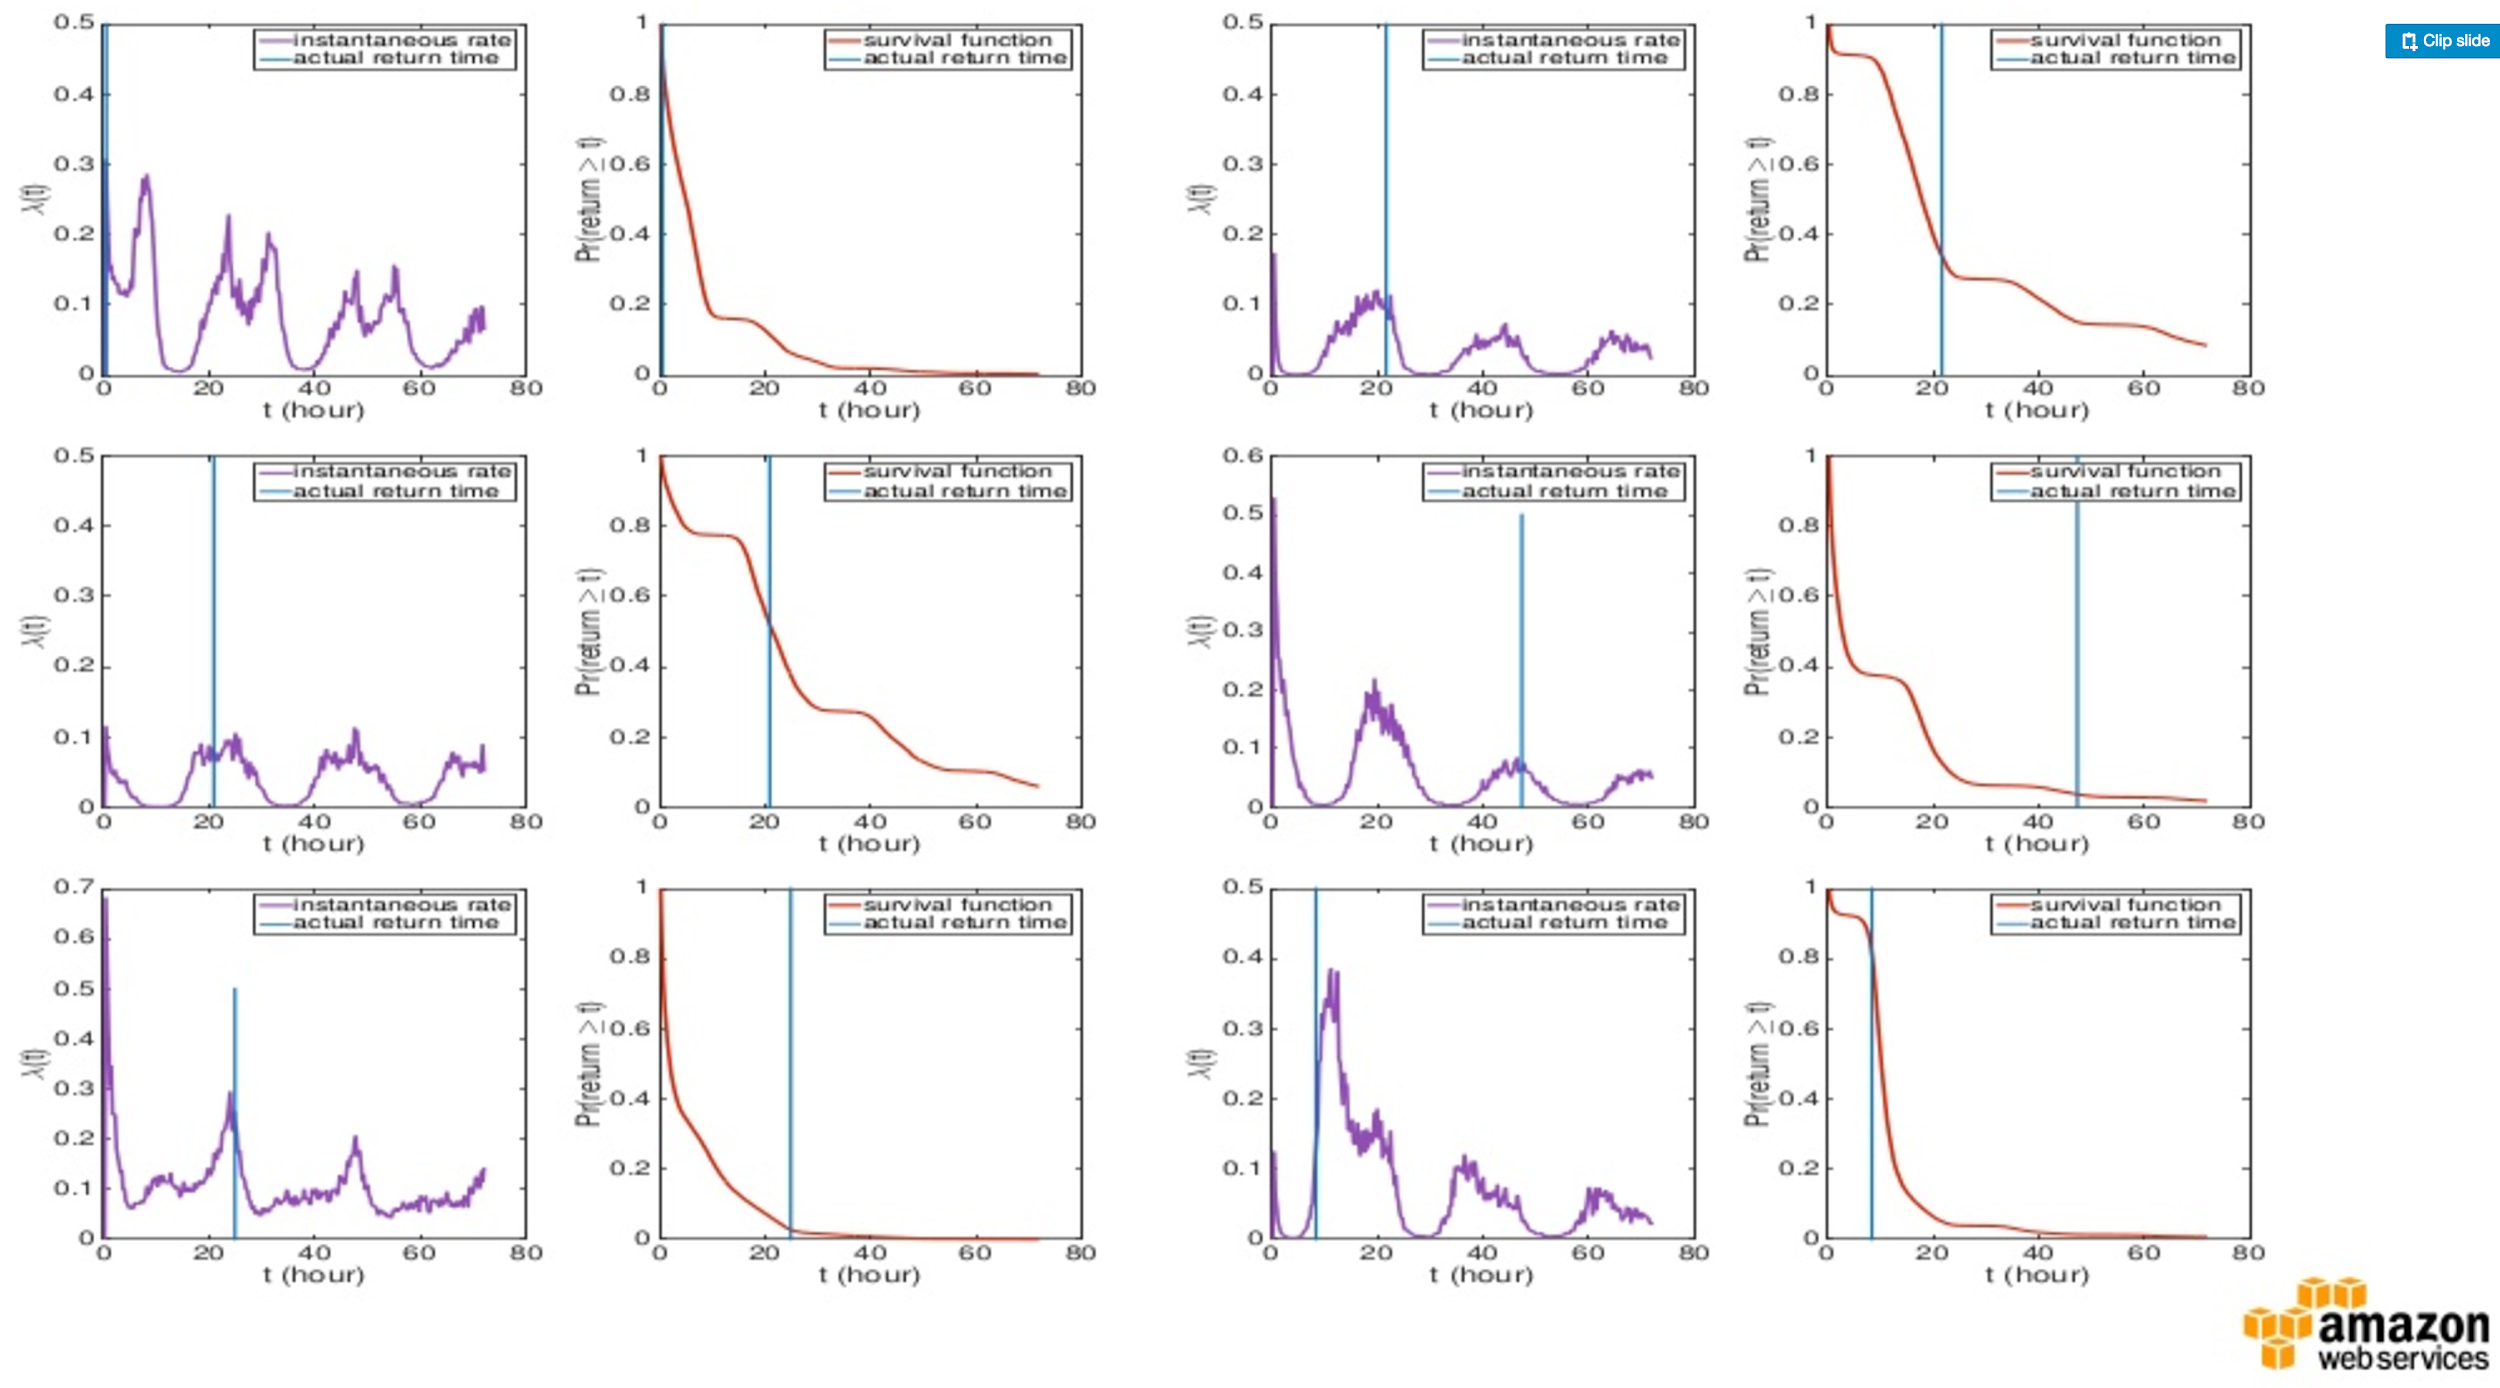 Clip slide
0.5
0.4
0.3
0.2
0.1
0
λ(t)
instantaneous rate
actual return time
0 20 40 60 80
t (hour)
1
0.8
0.6
0.4
0.2
0
Pr(return ≥ t)
survival function
actual return time
0 20 40 60 80
t (hour)
0.5
0.4
0.3
0.2
0.1
0
λ(t)
instantaneous rate
actual return time
0 20 40 60 80
t (hour)
1
0.8
0.6
0.4
0.2
0
Pr(return ≥ t)
survival function
actual return time
0 20 40 60 80
t (hour)
0.5
0.4
0.3
0.2
0.1
0
λ(t)
instantaneous rate
actual return time
0 20 40 60 80
t (hour)
1
0.8
0.6
0.4
0.2
0
Pr(return ≥ t)
survival function
actual return time
0 20 40 60 80
t (hour)
0.6
0.5
0.4
0.3
0.2
0.1
0
λ(t)
instantaneous rate
actual return time
0 20 40 60 80
t (hour)
1
0.8
0.6
0.4
0.2
0
Pr(return ≥ t)
survival function
actual return time
0 20 40 60 80
t (hour)
0.7
0.6
0.5
0.4
0.3
0.2
0.1
0
λ(t)
instantaneous rate
actual return time
0 20 40 60 80
t (hour)
1
0.8
0.6
0.4
0.2
0
Pr(return ≥ t)
survival function
actual return time
0 20 40 60 80
t (hour)
0.5
0.4
0.3
0.2
0.1
0
λ(t)
instantaneous rate
actual return time
0 20 40 60 80
t (hour)
1
0.8
0.6
0.4
0.2
0
Pr(return ≥ t)
survival function
actual return time
0 20 40 60 80
t (hour)
amazon
web services